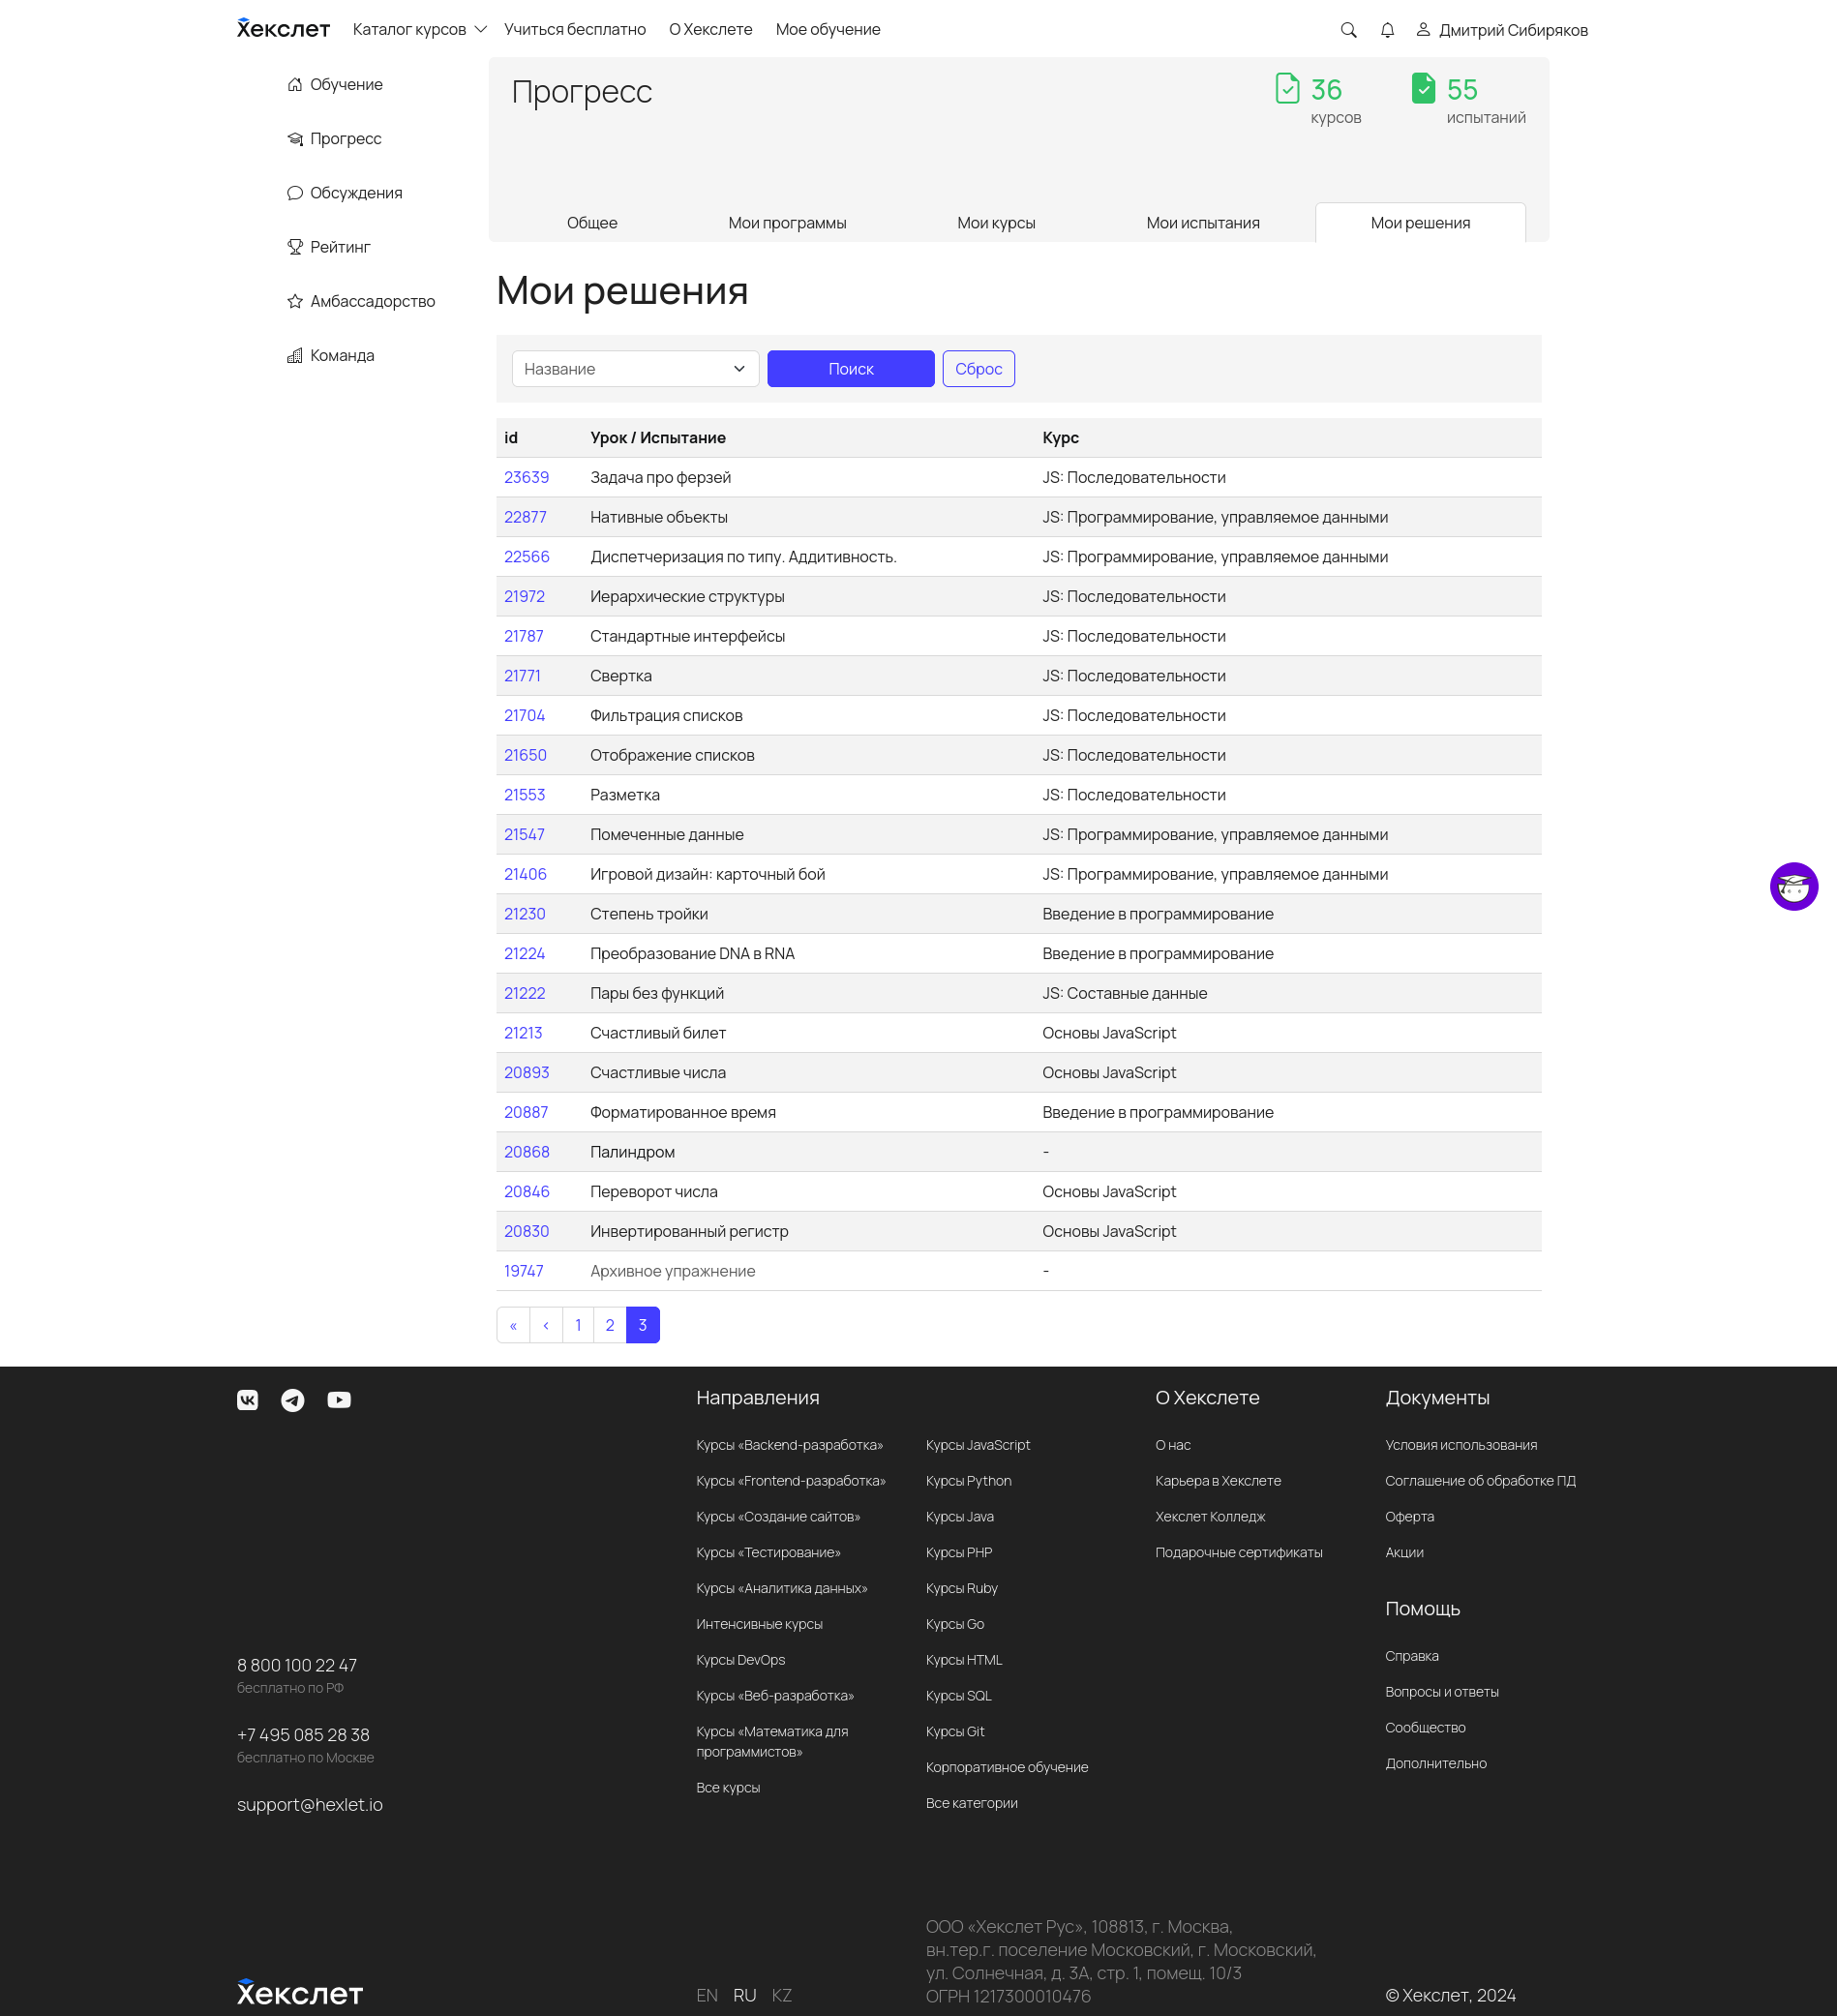 Хекслет Каталог курсов Учиться бесплатно О Хекслете Мое обучение Дмитрий Сибиряков
Обучение
Прогресс
Обсуждения
Рейтинг
Амбассадорство
Команда
Прогресс
36
курсов
55
испытаний
Общее Мои программы Мои курсы Мои испытания Мои решения
Мои решения
Название Поиск Сброс
id Урок / Испытание Курс
23639 Задача про ферзей JS: Последовательности
22877 Нативные объекты JS: Программирование, управляемое данными
22566 Диспетчеризация по типу. Аддитивность. JS: Программирование, управляемое данными
21972 Иерархические структуры JS: Последовательности
21787 Стандартные интерфейсы JS: Последовательности
21771 Свертка JS: Последовательности
21704 Фильтрация списков JS: Последовательности
21650 Отображение списков JS: Последовательности
21553 Разметка JS: Последовательности
21547 Помеченные данные JS: Программирование, управляемое данными
21406 Игровой дизайн: карточный бой JS: Программирование, управляемое данными
21230 Степень тройки Введение в программирование
21224 Преобразование DNA в RNA Введение в программирование
21222 Пары без функций JS: Составные данные
21213 Счастливый билет Основы JavaScript
20893 Счастливые числа Основы JavaScript
20887 Форматированное время Введение в программирование
20868 Палиндром -
20846 Переворот числа Основы JavaScript
20830 Инвертированный регистр Основы JavaScript
19747 Архивное упражнение -
« ‹ 1 2 3
8 800 100 22 47
бесплатно по РФ
+7 495 085 28 38
бесплатно по Москве
support@hexlet.io
Направления
Курсы «Backend-разработка»
Курсы «Frontend-разработка»
Курсы «Создание сайтов»
Курсы «Тестирование»
Курсы «Аналитика данных»
Интенсивные курсы
Курсы DevOps
Курсы «Веб-разработка»
Курсы «Математика для
программистов»
Все курсы
Курсы JavaScript
Курсы Python
Курсы Java
Курсы PHP
Курсы Ruby
Курсы Go
Курсы HTML
Курсы SQL
Курсы Git
Корпоративное обучение
Все категории
О Хекслете
О нас
Карьера в Хекслете
Хекслет Колледж
Подарочные сертификаты
Документы
Условия использования
Соглашение об обработке ПД
Оферта
Акции
Помощь
Справка
Вопросы и ответы
Сообщество
Дополнительно
Хекслет
EN RU KZ
ООО «Хекслет Рус», 108813, г. Москва,
вн.тер.г. поселение Московский, г. Московский,
ул. Солнечная, д. 3А, стр. 1, помещ. 10/3
ОГРН 1217300010476
© Хекслет, 2024